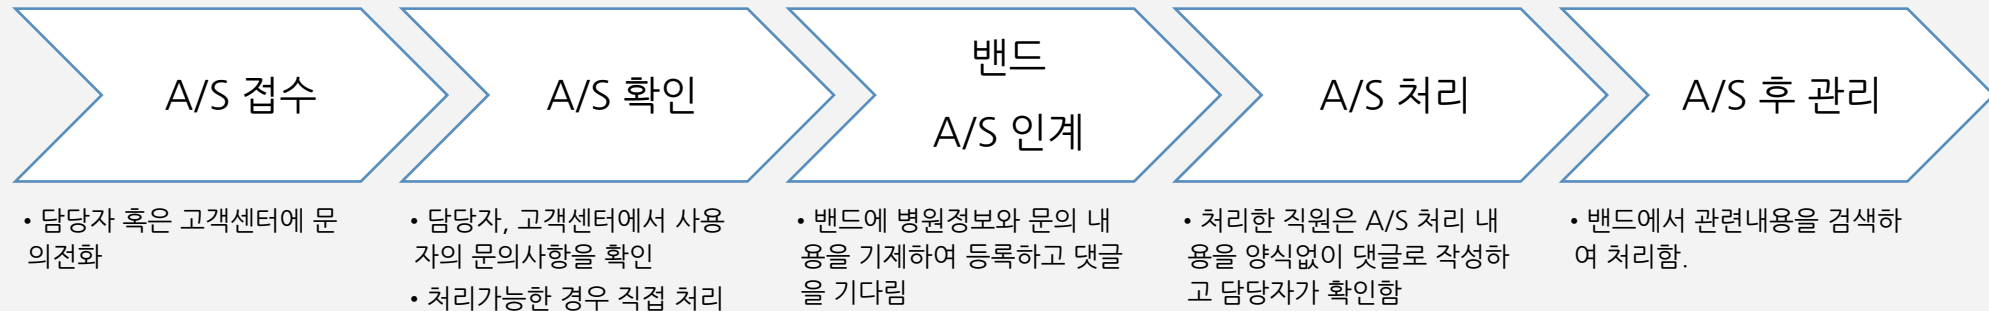 A/S 접수
A/S 확인
밴드
A/S 인계
A/S 처리
A/S 후 관리
• 담당자 혹은 고객센터에 문
의전화
• 담당자, 고객센터에서 사용
자의 문의사항을 확인
• 처리가능한 경우 직접 처리
• 밴드에 병원정보와 문의 내
용을 기제하여 등록하고 댓글
을 기다림
• 처리한 직원은 A/S 처리 내
용을 양식없이 댓글로 작성하
고 담당자가 확인함
• 밴드에서 관련내용을 검색하
여 처리함.